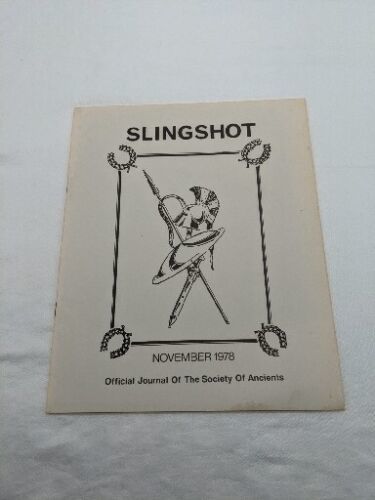 SLINGSHOT
NOVEMBER 1978
Official Journal Of The Society Of Ancients